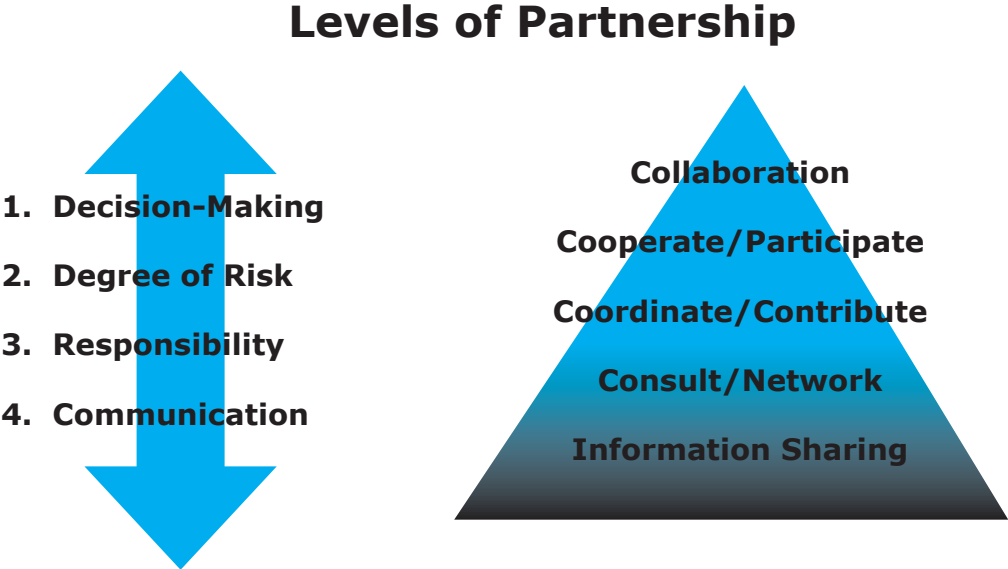 Levels of Partnership
1. Decision-Making
2. Degree of Risk
3. Responsibility
4. Communication
Collaboration
Cooperate/Participate
Coordinate/Contribute
Consult/Network
Information Sharing